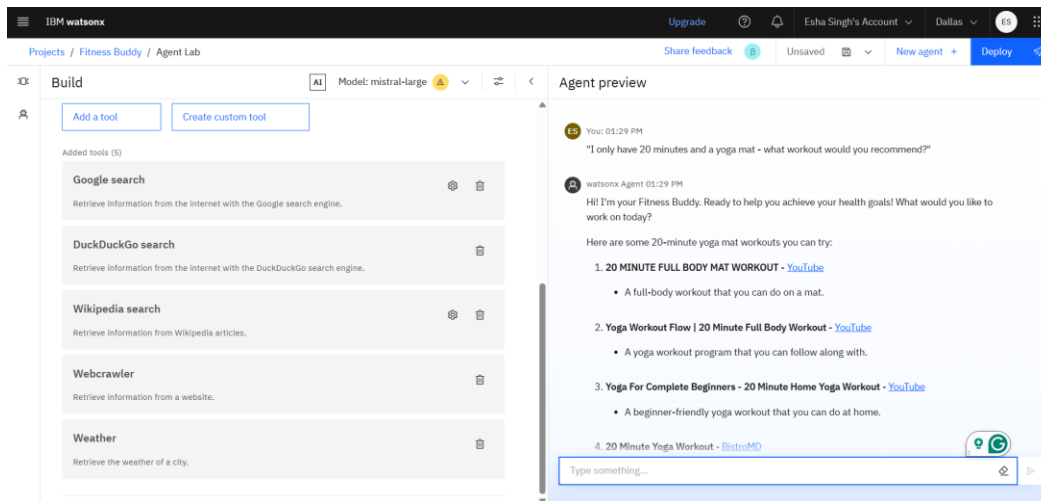 IBM watsonx
Upgrade
Esha Singh's Account
Dallas
ES
Projects / Fitness Buddy / Agent Lab
Share feedback
Unsaved
New agent +
Deploy
Build
AI
Model: mistral-large
Add a tool
Create custom tool
Added tools (5)
Google search
Retrieve information from the internet with the Google search engine.
DuckDuckGo search
Retrieve information from the internet with the DuckDuckGo search engine.
Wikipedia search
Retrieve information from Wikipedia articles.
Webcrawler
Retrieve information from a website.
Weather
Retrieve the weather of a city.
Agent preview
ES
You: 01:29 PM
"I only have 20 minutes and a yoga mat - what workout would you recommend?"
watsonx Agent 01:29 PM
Hi! I'm your Fitness Buddy. Ready to help you achieve your health goals! What would you like to
work on today?
Here are some 20-minute yoga mat workouts you can try:
1. 20 MINUTE FULL BODY MAT WORKOUT - YouTube
• A full-body workout that you can do on a mat.
2. Yoga Workout Flow | 20 Minute Full Body Workout - YouTube
• A yoga workout program that you can follow along with.
3. Yoga For Complete Beginners - 20 Minute Home Yoga Workout - YouTube
• A beginner-friendly yoga workout that you can do at home.
4. 20 Minute Yoga Workout - BistroMD
Type something...